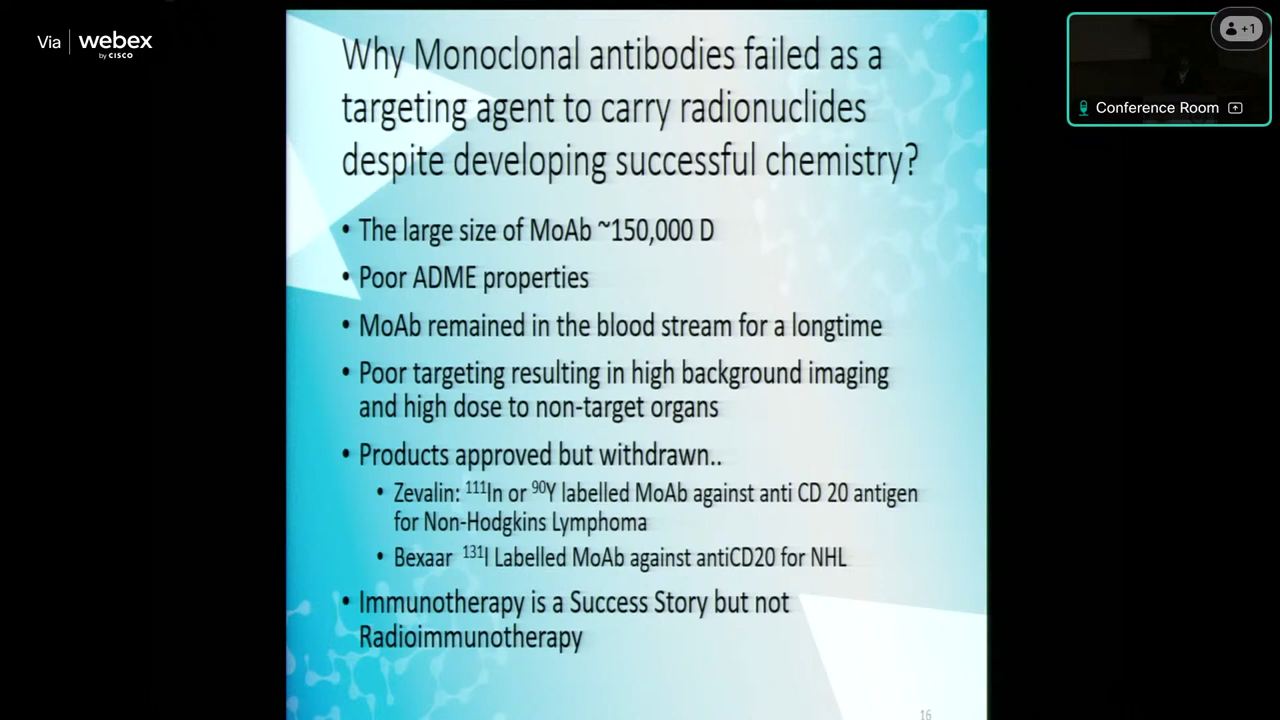 Via webex
by CISCO
+1
Conference Room
Why Monoclonal antibodies failed as a
targeting agent to carry radionuclides
despite developing successful chemistry?
• The large size of MoAb ~150,000 D
• Poor ADME properties
• MoAb remained in the blood stream for a longtime
• Poor targeting resulting in high background imaging
and high dose to non-target organs
• Products approved but withdrawn..
• Zevalin: ¹¹¹In or ⁹⁰Y labelled MoAb against anti CD 20 antigen
for Non-Hodgkins Lymphoma
• Bexaar ¹³¹I Labelled MoAb against antiCD20 for NHL
• Immunotherapy is a Success Story but not
Radioimmunotherapy
16